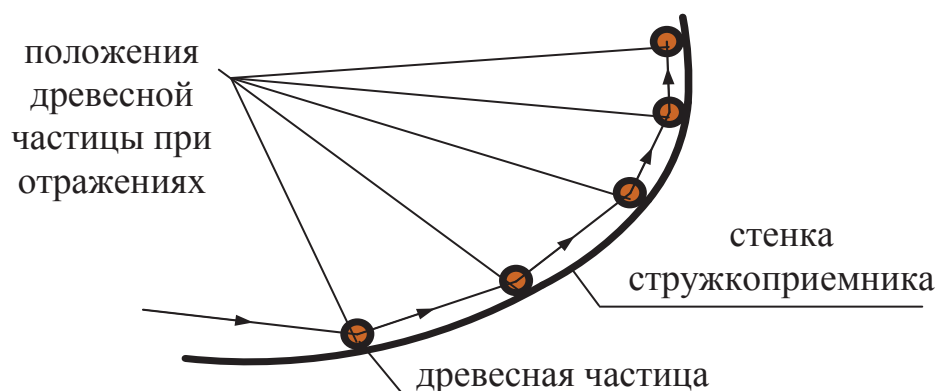 положения
древесной
частицы при
отражениях
стенка
стружкоприемника
древесная частица